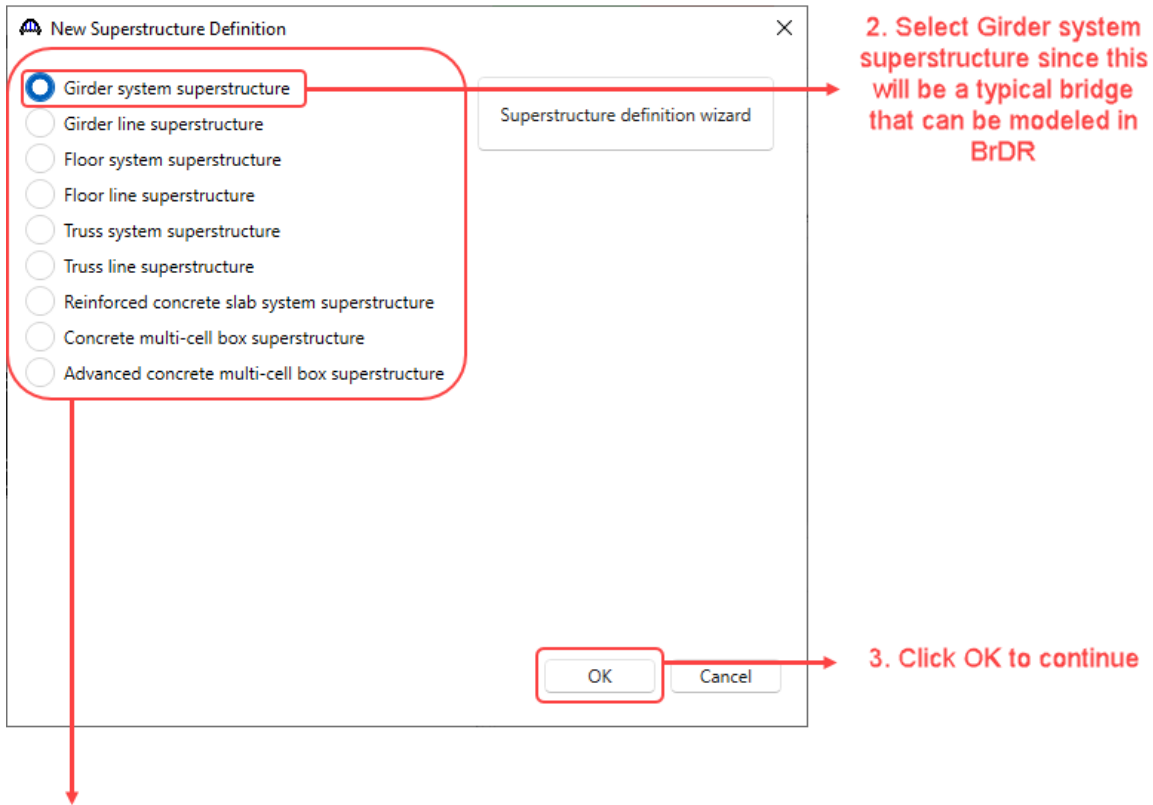 New Superstructure Definition
Girder system superstructure
Girder line superstructure
Floor system superstructure
Floor line superstructure
Truss system superstructure
Truss line superstructure
Reinforced concrete slab system superstructure
Concrete multi-cell box superstructure
Advanced concrete multi-cell box superstructure
Superstructure definition wizard
OK
Cancel
2. Select Girder system
superstructure since this
will be a typical bridge
that can be modeled in
BrDR
3. Click OK to continue